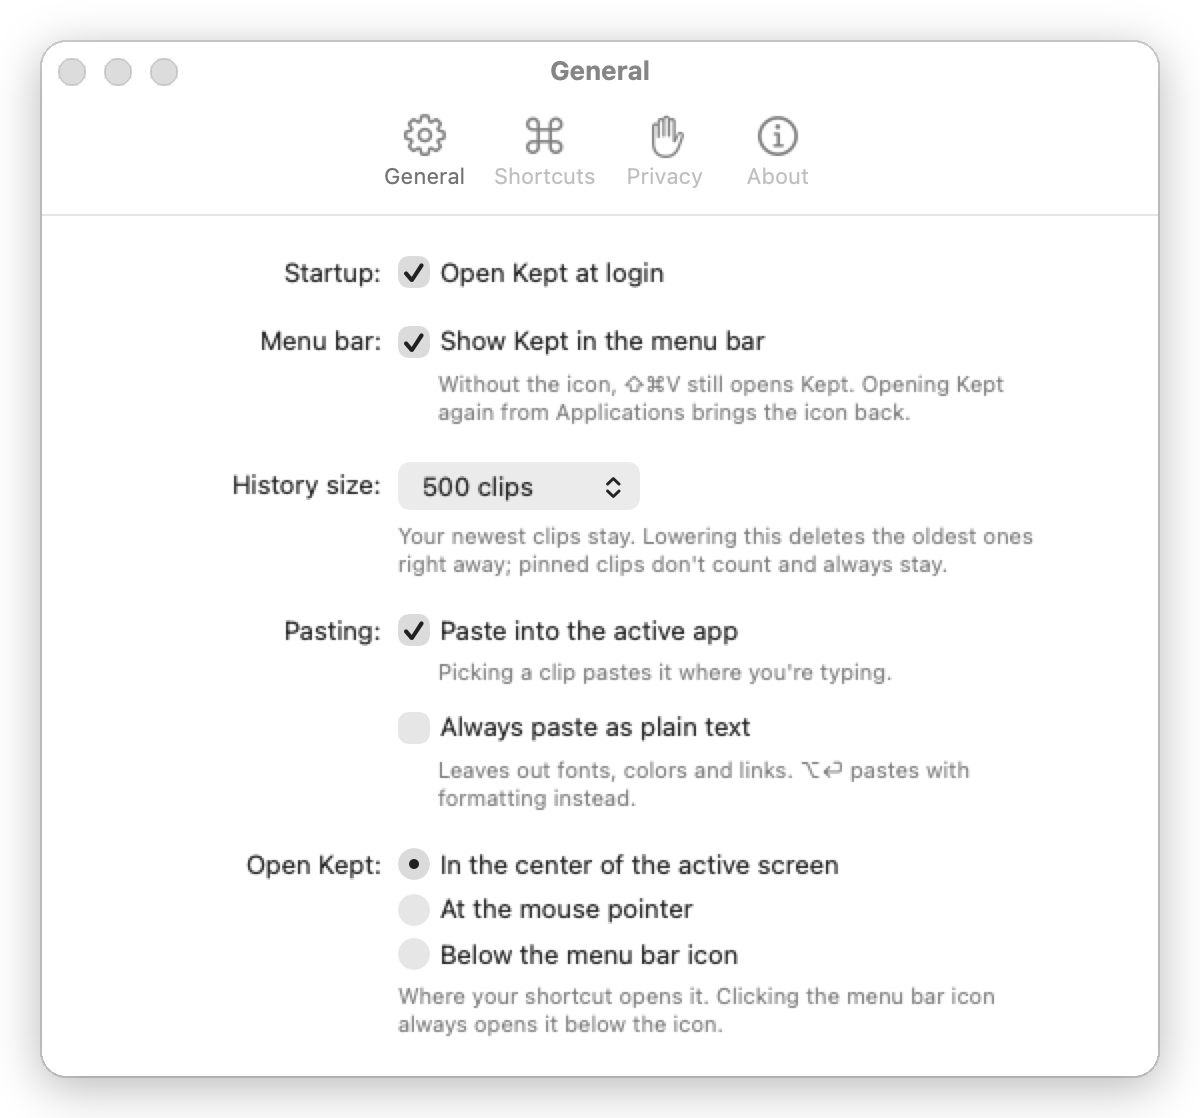 General
General Shortcuts Privacy About
Startup: Open Kept at login
Menu bar: Show Kept in the menu bar
Without the icon, ⇧⌘V still opens Kept. Opening Kept
again from Applications brings the icon back.
History size: 500 clips
Your newest clips stay. Lowering this deletes the oldest ones
right away; pinned clips don't count and always stay.
Pasting: Paste into the active app
Picking a clip pastes it where you're typing.
Always paste as plain text
Leaves out fonts, colors and links. ⌥⏎ pastes with
formatting instead.
Open Kept: In the center of the active screen
At the mouse pointer
Below the menu bar icon
Where your shortcut opens it. Clicking the menu bar icon
always opens it below the icon.